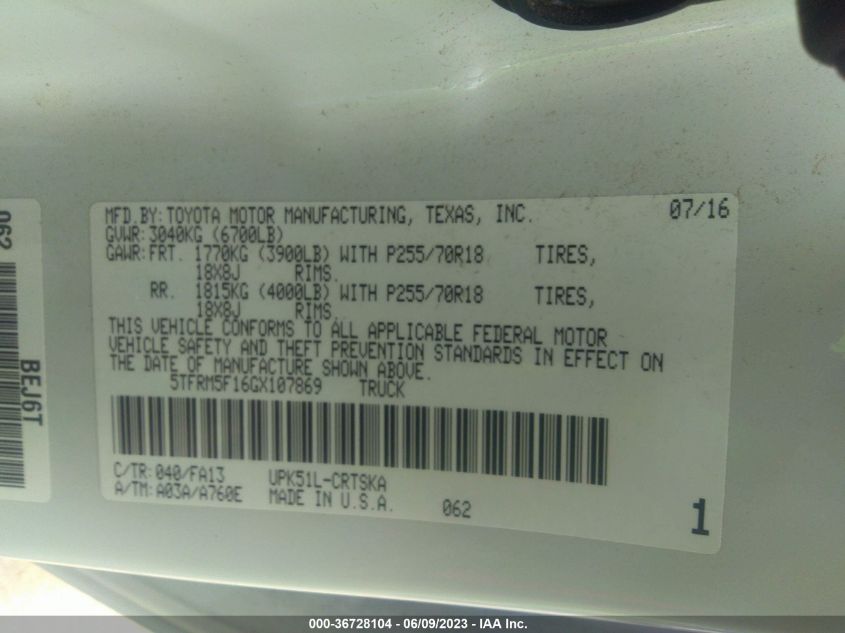 062
BEJ6T
MFD.BY:TOYOTA MOTOR MANUFACTURING, TEXAS, INC. 07/16
GVWR:3040KG (6700LB)
GAWR:FRT. 1770KG (3900LB) WITH P255/70R18 TIRES,
18X8J RIMS.
RR. 1815KG (4000LB) WITH P255/70R18 TIRES,
18X8J RIMS.
THIS VEHICLE CONFORMS TO ALL APPLICABLE FEDERAL MOTOR
VEHICLE SAFETY AND THEFT PREVENTION STANDARDS IN EFFECT ON
THE DATE OF MANUFACTURE SHOWN ABOVE.
5TFRM5F16GX107869 TRUCK
C/TR:040/FA13 UPK51L-CRTSKA
A/TM:A03A/A760E MADE IN U.S.A. 062 1
000-36728104 - 06/09/2023 - IAA Inc.